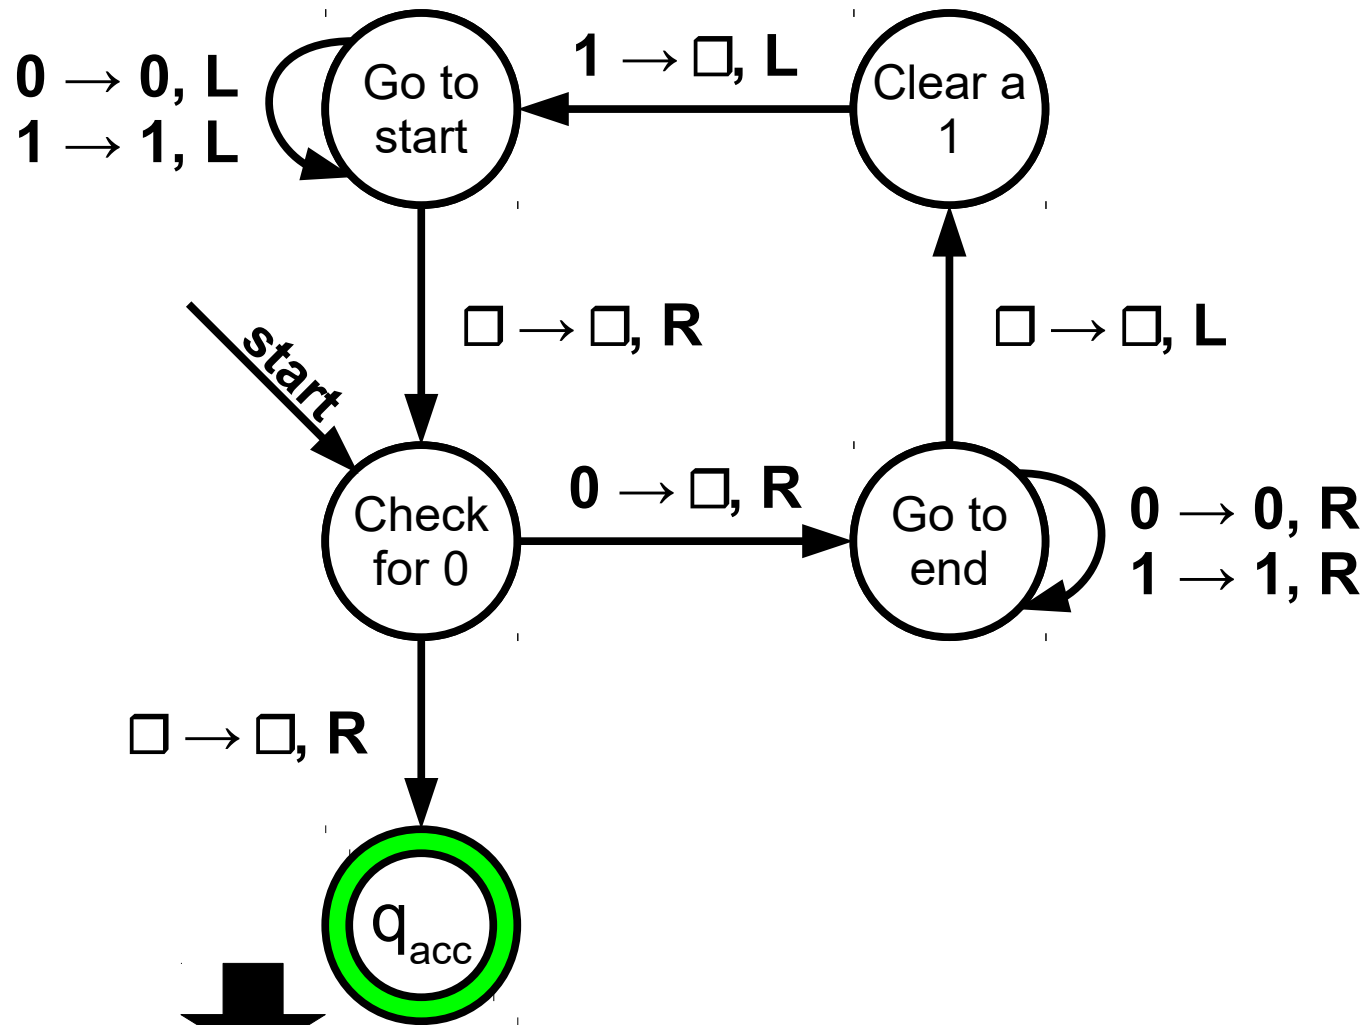 0 → 0, L
1 → 1, L
Go to
start
1 → □, L
Clear a
1
□ → □, R
□ → □, L
start
Check
for 0
0 → □, R
Go to
end
0 → 0, R
1 → 1, R
□ → □, R
qacc